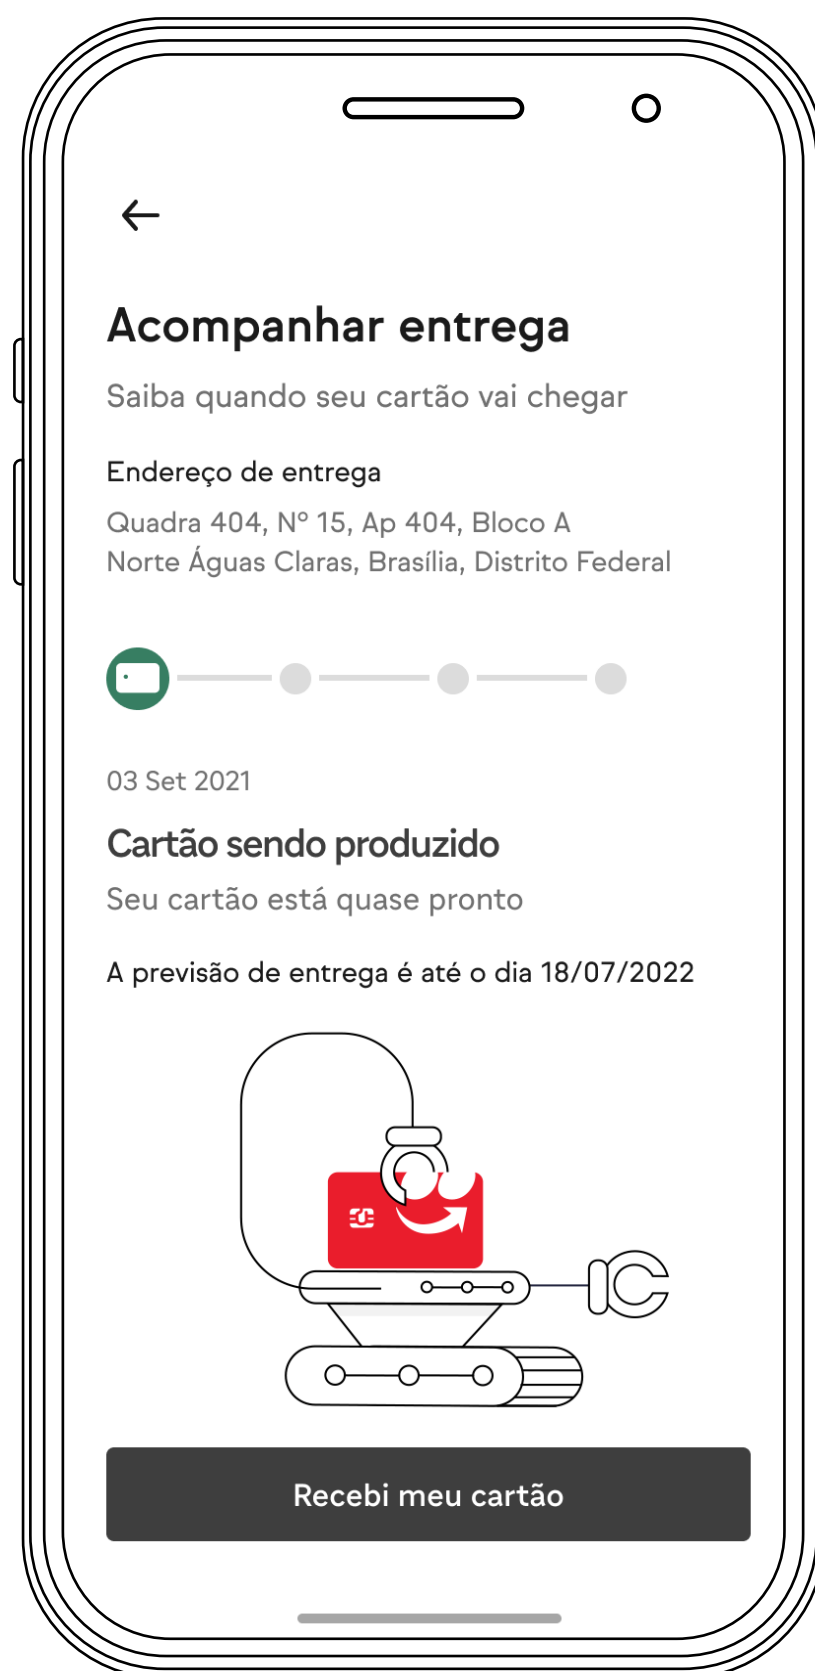 Acompanhar entrega
Saiba quando seu cartão vai chegar
Endereço de entrega
Quadra 404, Nº 15, Ap 404, Bloco A
Norte Águas Claras, Brasília, Distrito Federal
03 Set 2021
Cartão sendo produzido
Seu cartão está quase pronto
A previsão de entrega é até o dia 18/07/2022
Recebi meu cartão